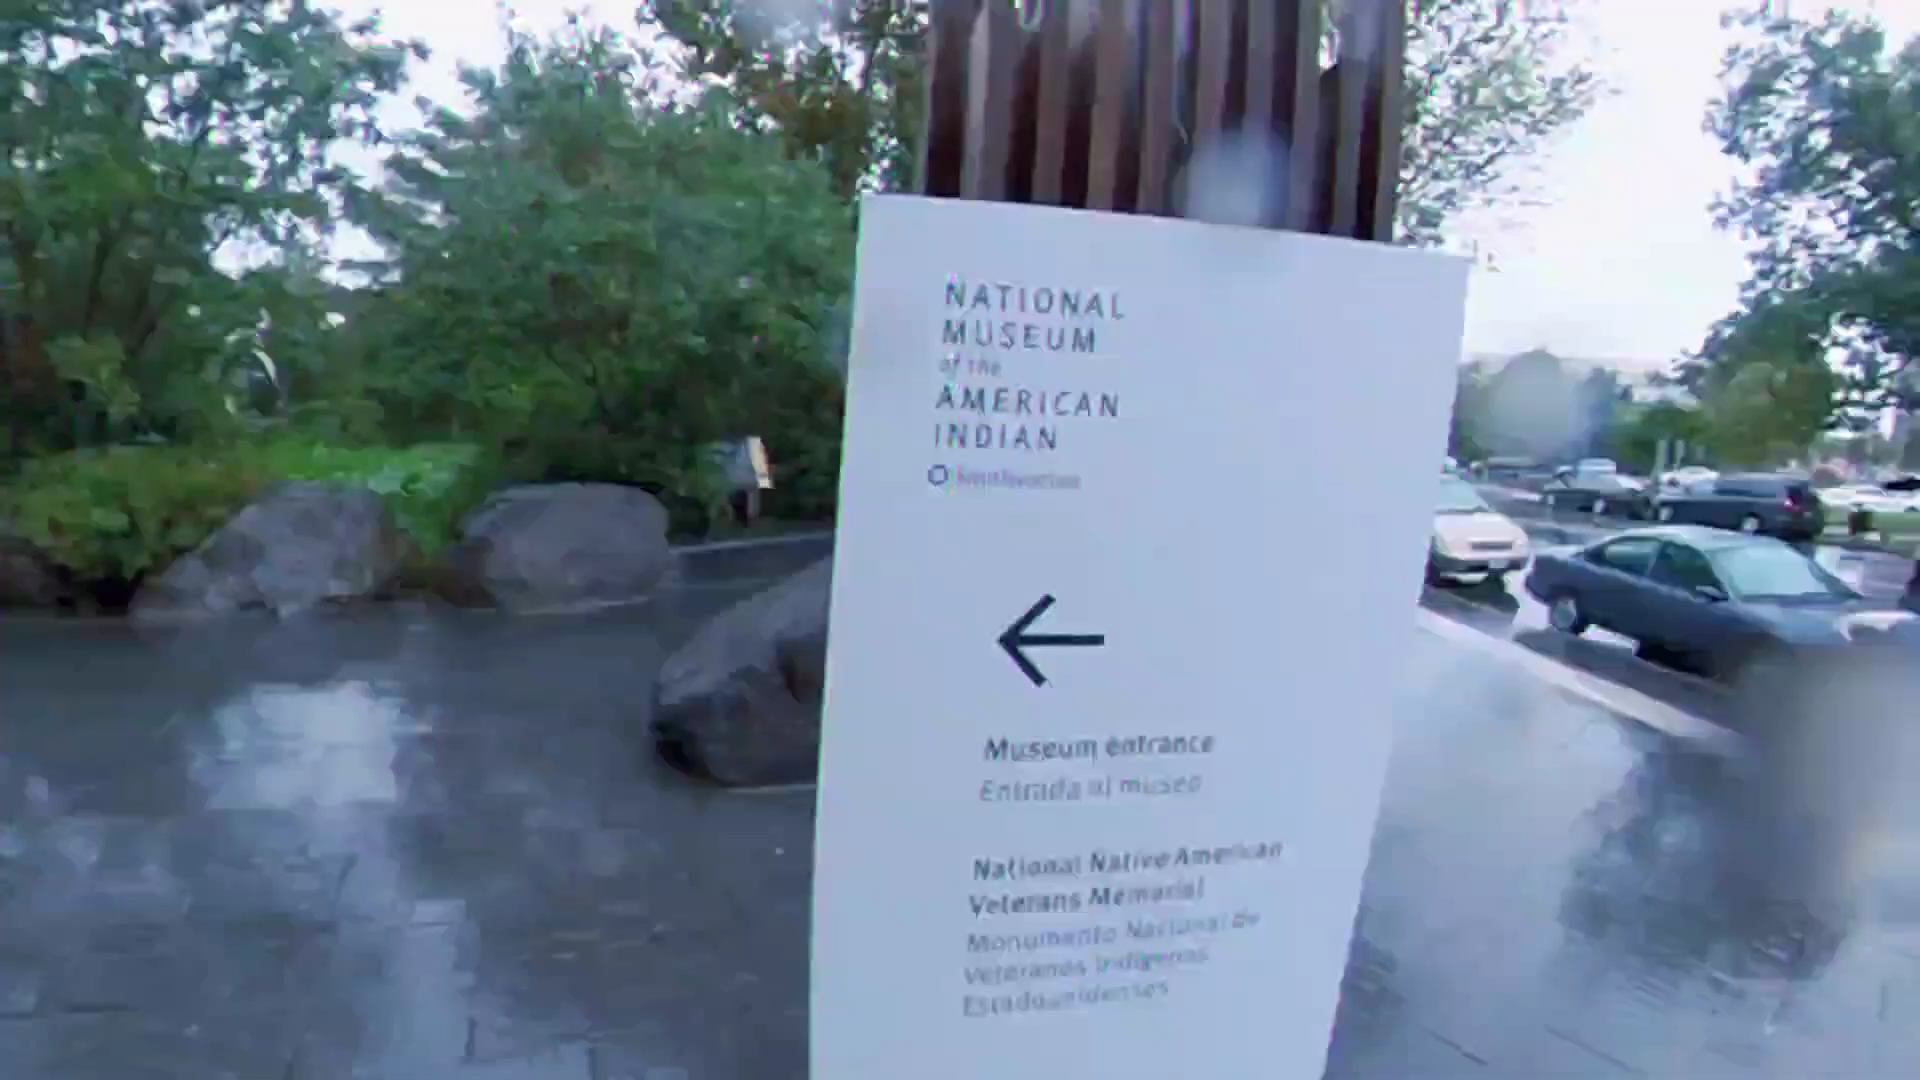 NATIONAL
MUSEUM
of the
AMERICAN
INDIAN
Smithsonian
Museum entrance
Entrada al museo
National Native American
Veterans Memorial
Monumento Nacional de
Veteranos Indígenas
Estadounidenses